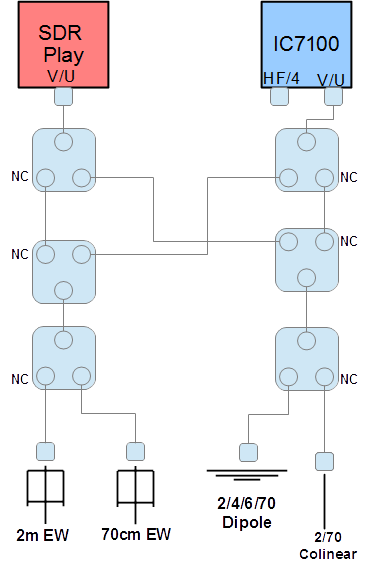 SDR
Play
V/U
IC7100
HF/4
V/U
NC
NC
NC
NC
NC
NC
2m EW
70cm EW
2/4/6/70
Dipole
2/70
Colinear